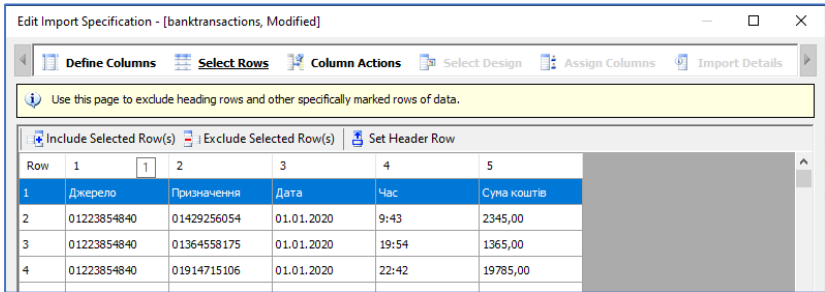 Edit Import Specification - [banktransactions, Modified]
Define Columns Select Rows Column Actions Select Design Assign Columns Import Details
Use this page to exclude heading rows and other specifically marked rows of data.
Include Selected Row(s) Exclude Selected Row(s) Set Header Row
Row 1 1 2 3 4 5
1 Джерело Призначення Дата Час Сума коштів
2 01223854840 01429256054 01.01.2020 9:43 2345,00
3 01223854840 01364558175 01.01.2020 19:54 1365,00
4 01223854840 01914715106 01.01.2020 22:42 19785,00